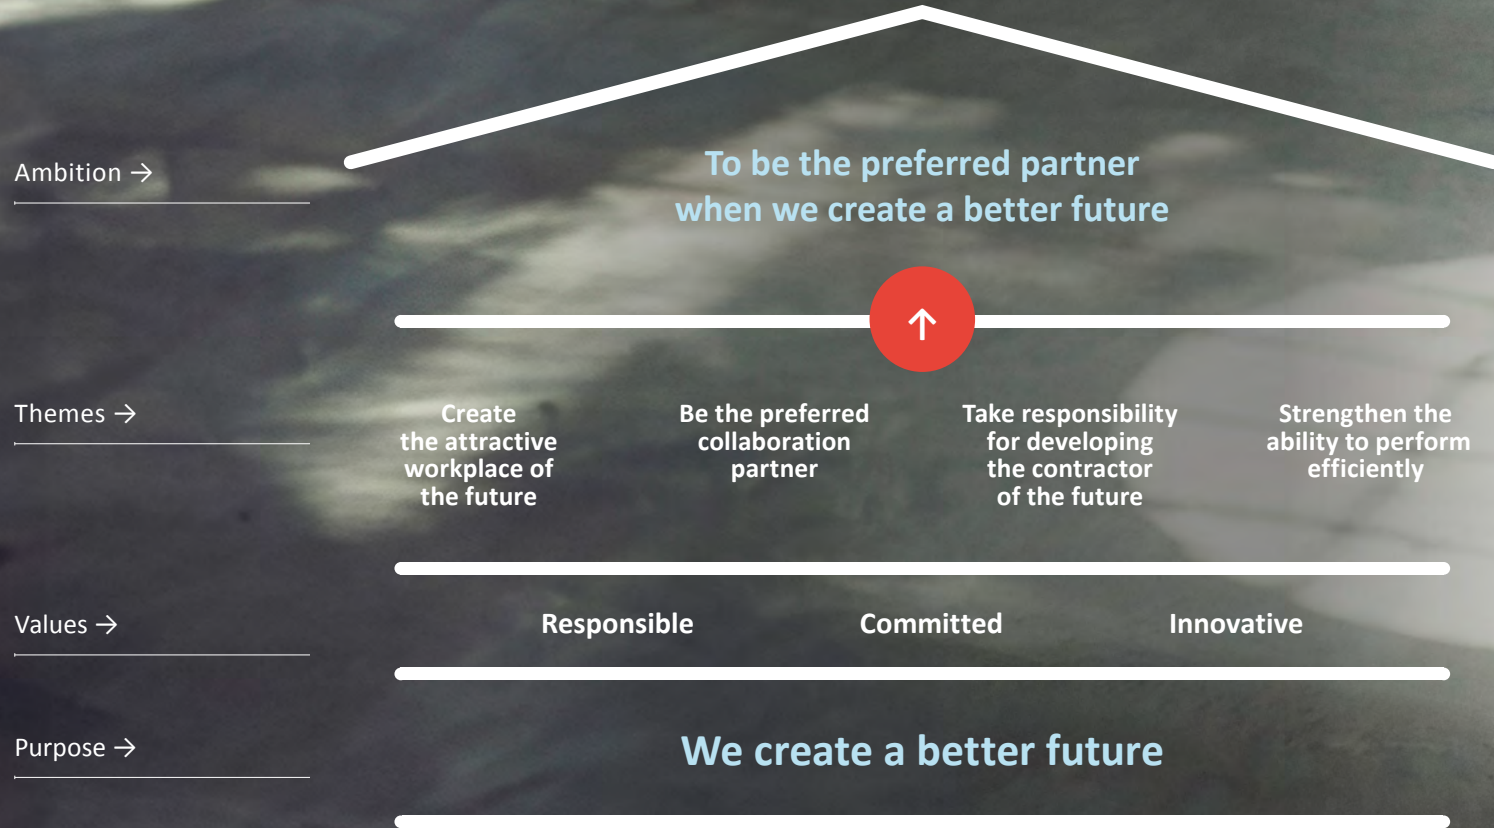 Ambition →
To be the preferred partner
when we create a better future
↑
Themes →
Create
the attractive
workplace of
the future
Be the preferred
collaboration
partner
Take responsibility
for developing
the contractor
of the future
Strengthen the
ability to perform
efficiently
Values →
Responsible
Committed
Innovative
Purpose →
We create a better future